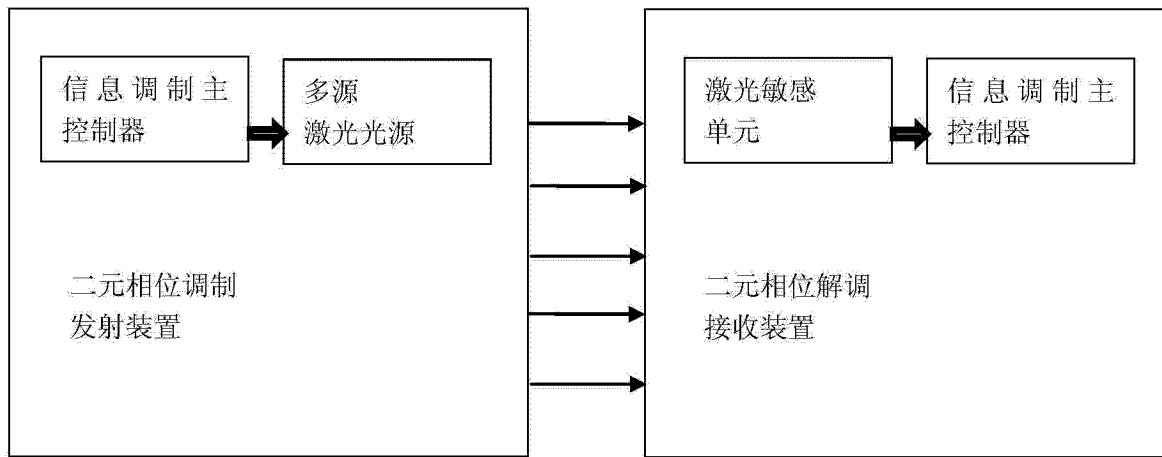 信息调制主
控制器
多源
激光光源
二元相位调制
发射装置
激光敏感
单元
信息调制主
控制器
二元相位解调
接收装置